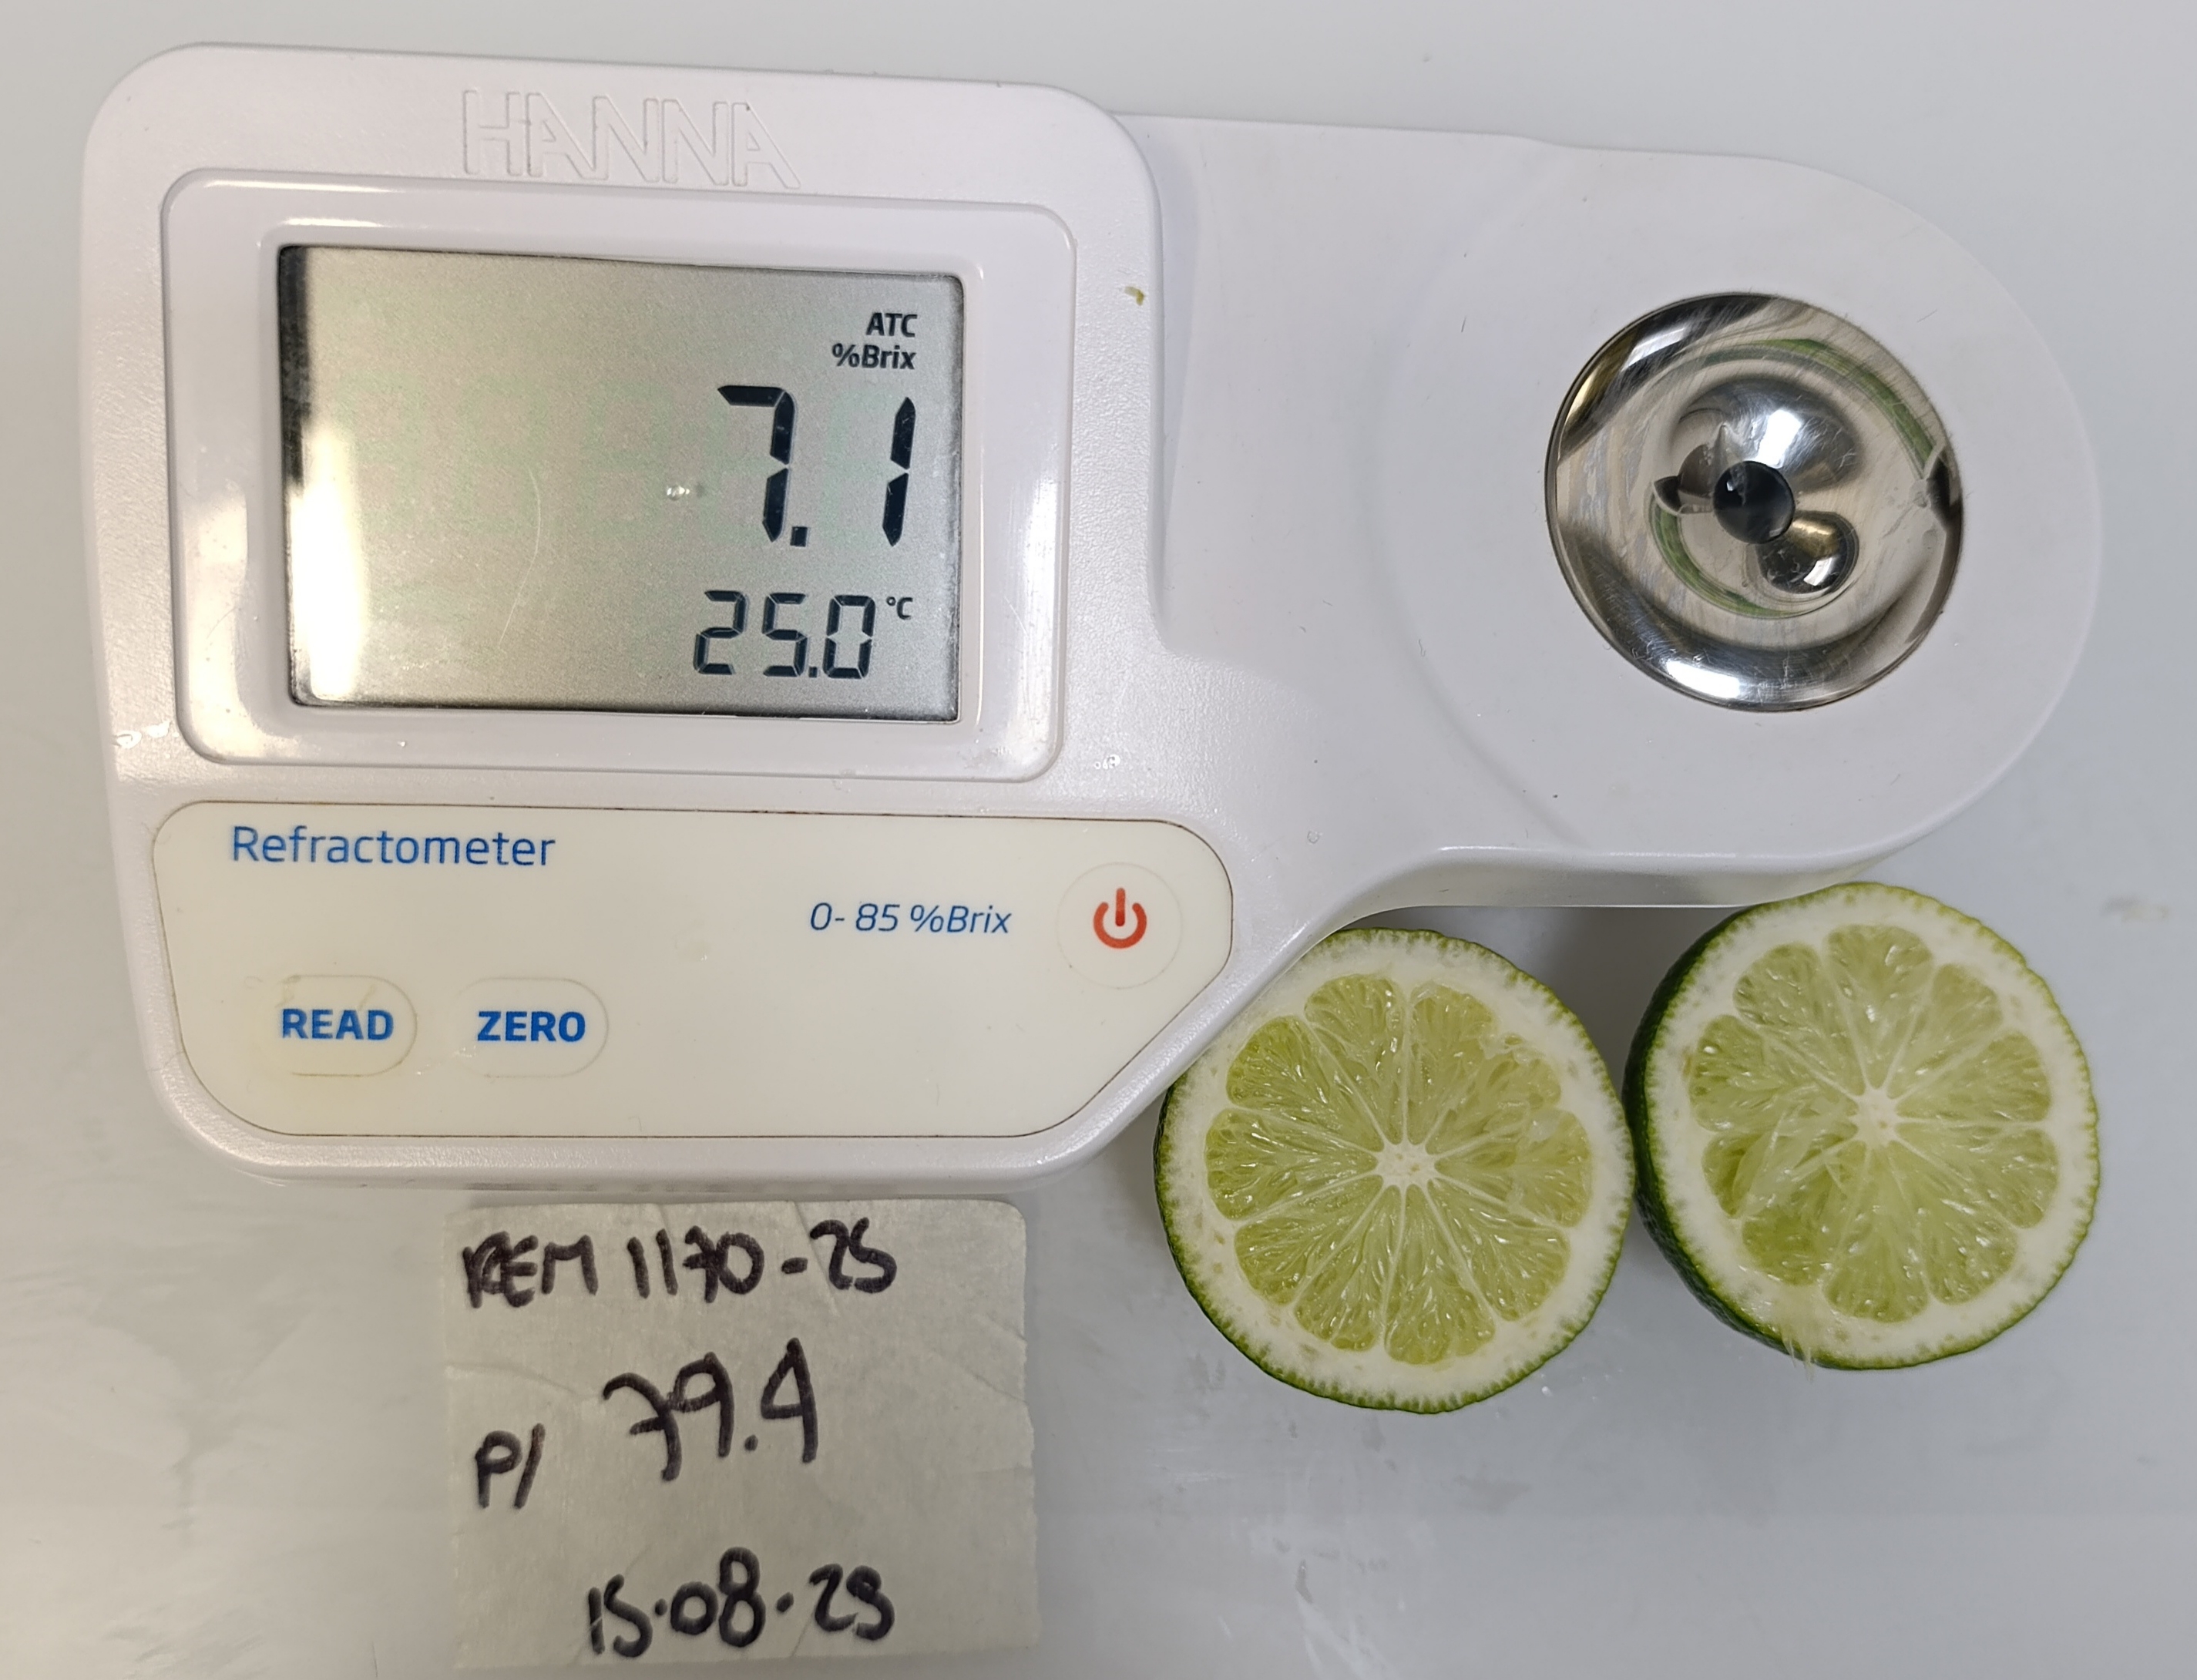 HANNA
ATC
%Brix
7.1
25.0 °C
Refractometer
0- 85 %Brix
READ ZERO
REM 1170-25
P/ 79.4
15.08.25